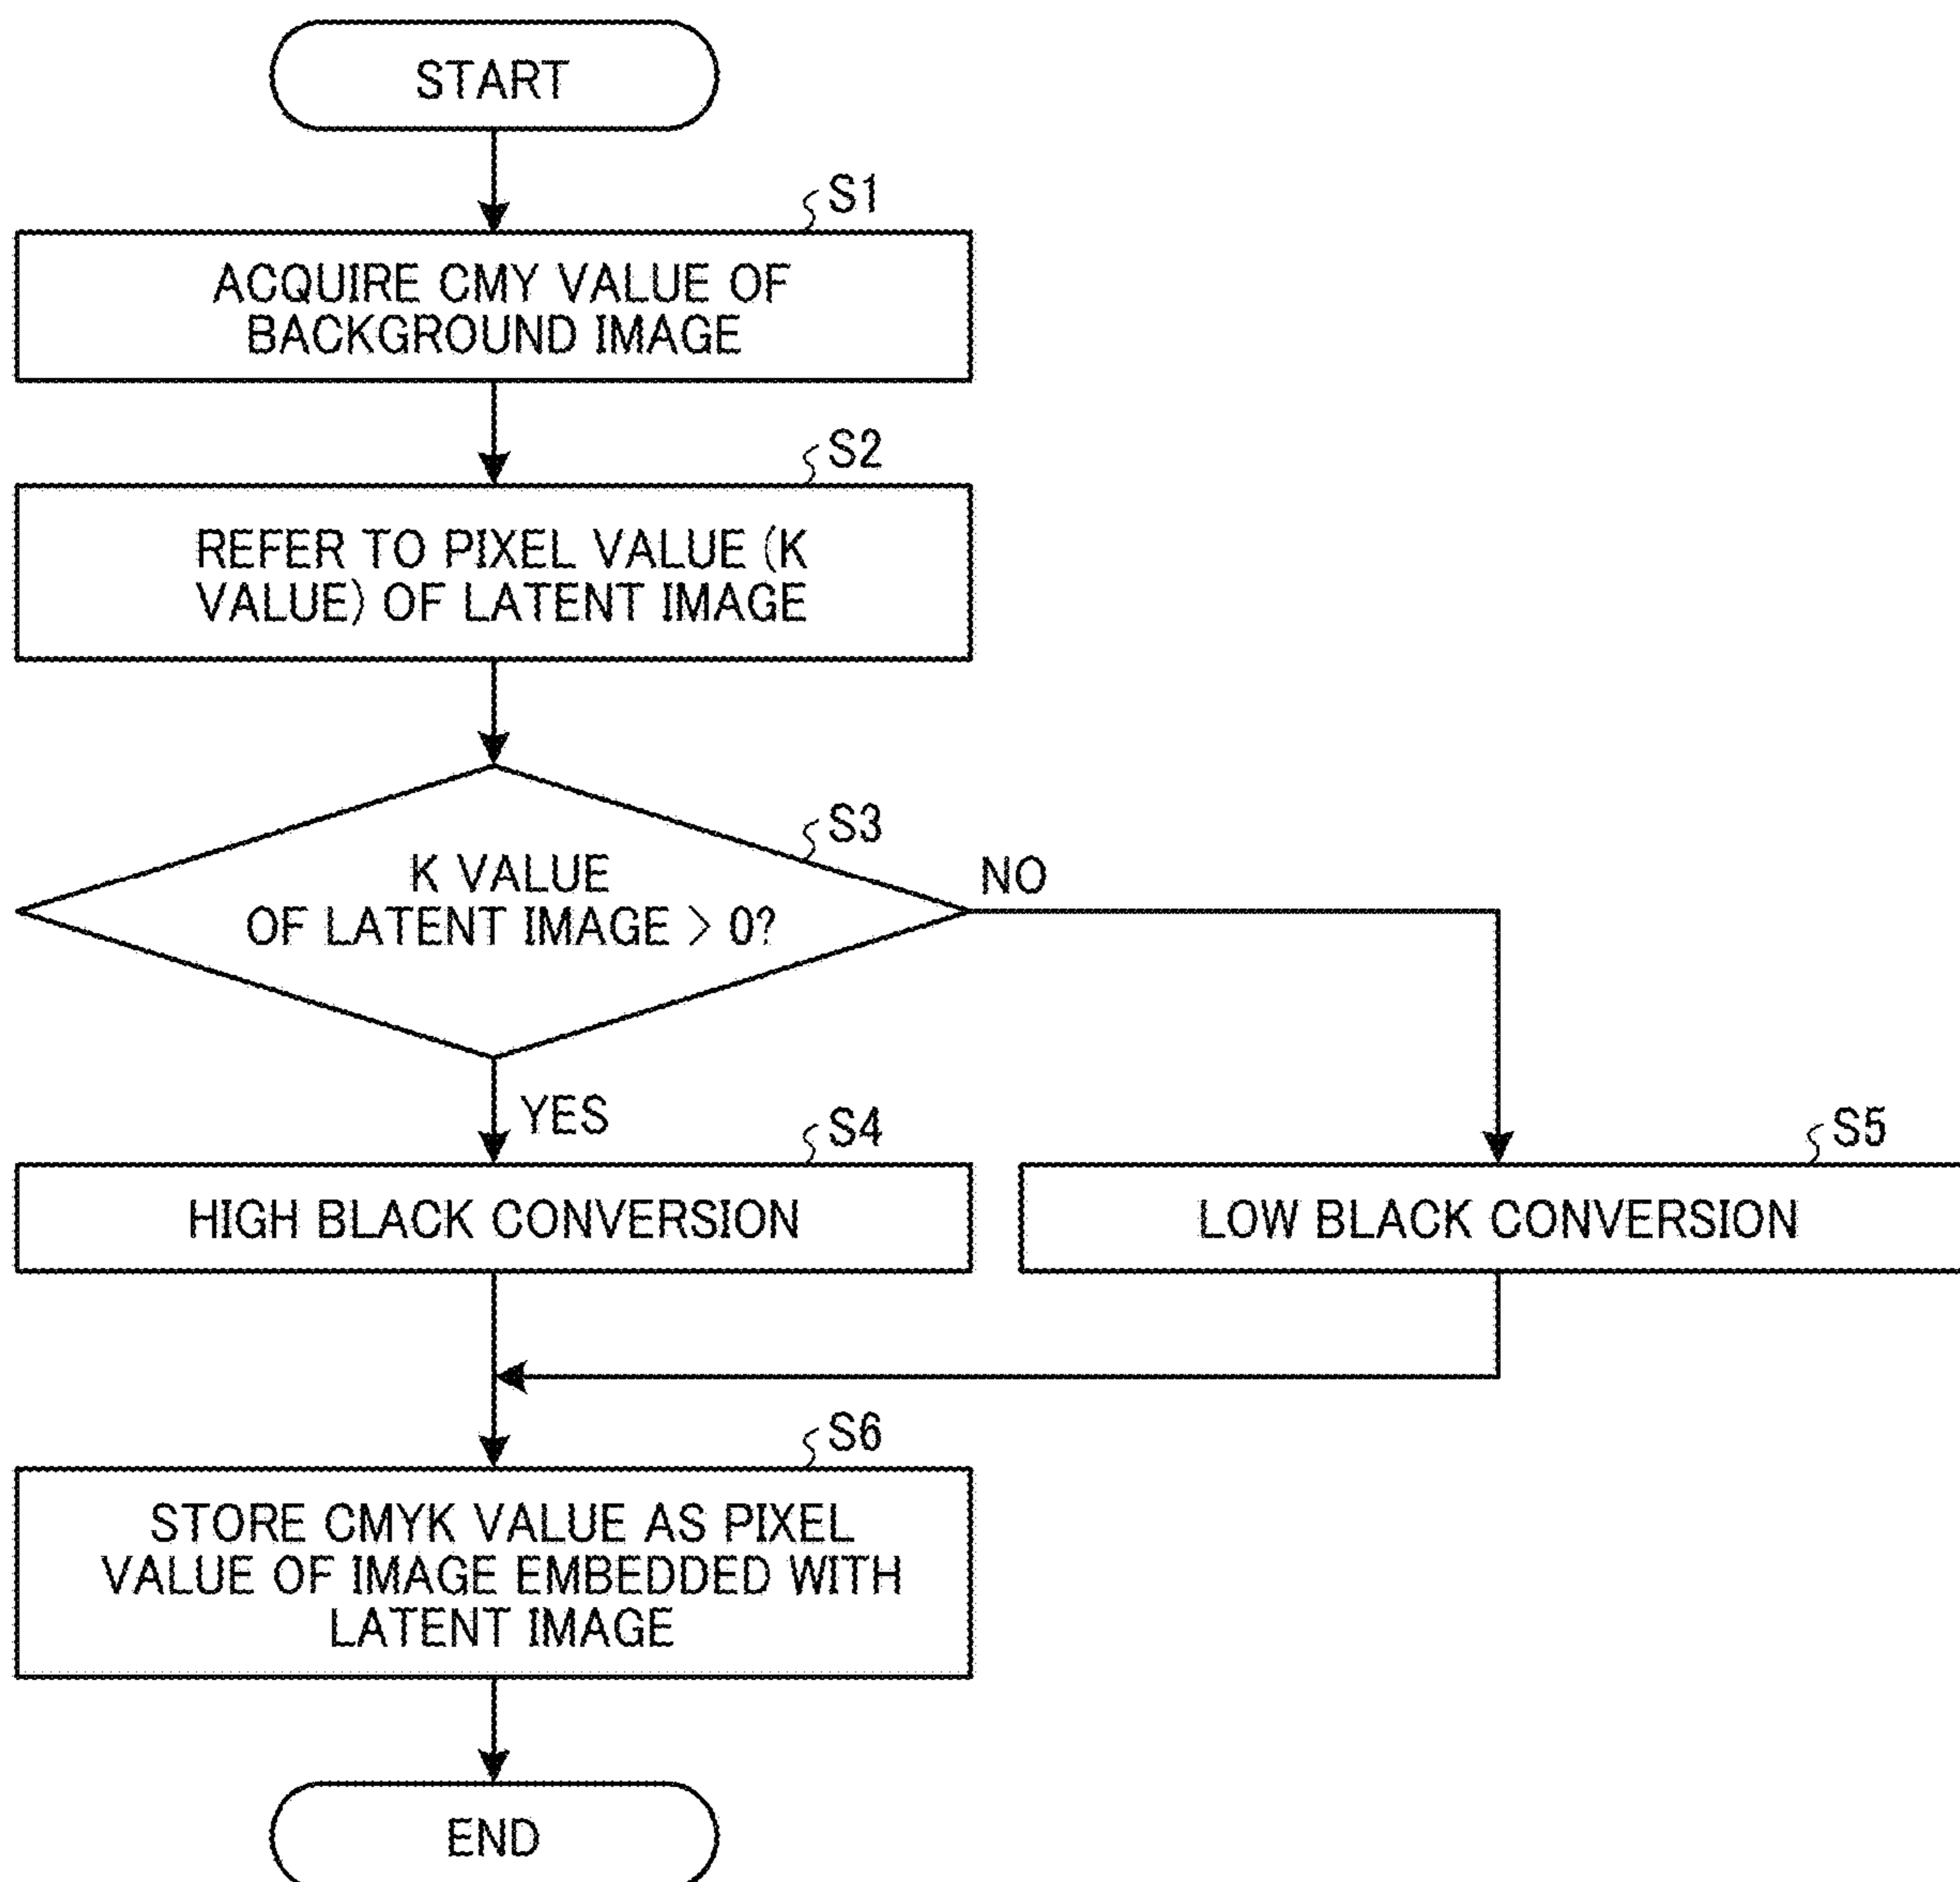 START
S1
ACQUIRE CMY VALUE OF
BACKGROUND IMAGE
S2
REFER TO PIXEL VALUE (K
VALUE) OF LATENT IMAGE
S3
K VALUE
OF LATENT IMAGE > 0?
NO
YES
S4
HIGH BLACK CONVERSION
S5
LOW BLACK CONVERSION
S6
STORE CMYK VALUE AS PIXEL
VALUE OF IMAGE EMBEDDED WITH
LATENT IMAGE
END